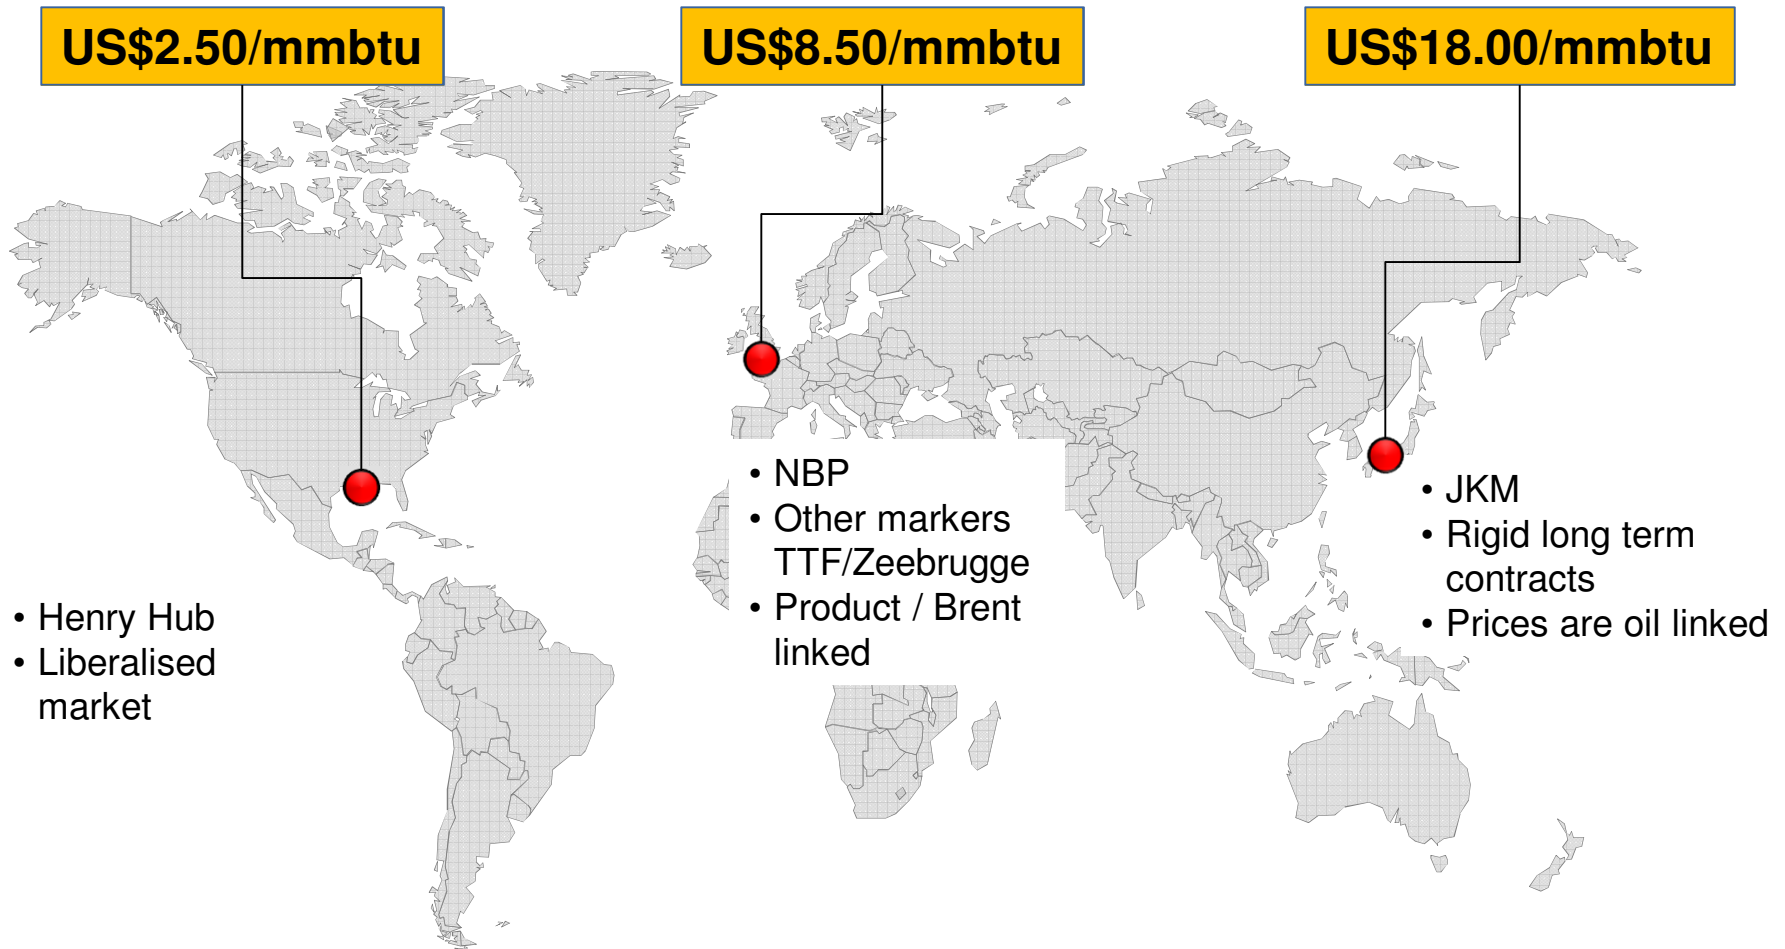 US$2.50/mmbtu
US$8.50/mmbtu
US$18.00/mmbtu
• Henry Hub
• Liberalised
market
• NBP
• Other markers
TTF/Zeebrugge
• Product / Brent
linked
• JKM
• Rigid long term
contracts
• Prices are oil linked